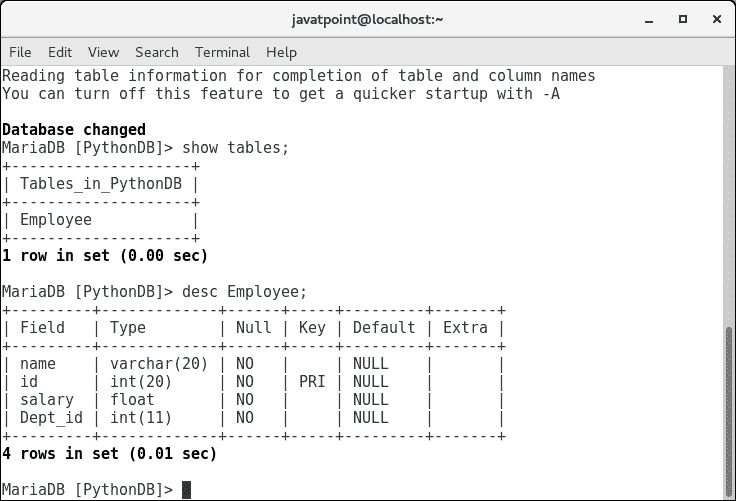 javatpoint@localhost:~
File Edit View Search Terminal Help
Reading table information for completion of table and column names
You can turn off this feature to get a quicker startup with -A
Database changed
MariaDB [PythonDB]> show tables;
+--------------------+
| Tables_in_PythonDB |
+--------------------+
| Employee           |
+--------------------+
1 row in set (0.00 sec)
MariaDB [PythonDB]> desc Employee;
+---------+-------------+------+-----+---------+-------+
| Field   | Type        | Null | Key | Default | Extra |
+---------+-------------+------+-----+---------+-------+
| name    | varchar(20) | NO   |     | NULL    |       |
| id      | int(20)     | NO   | PRI | NULL    |       |
| salary  | float       | NO   |     | NULL    |       |
| Dept_id | int(11)     | NO   |     | NULL    |       |
+---------+-------------+------+-----+---------+-------+
4 rows in set (0.01 sec)
MariaDB [PythonDB]>